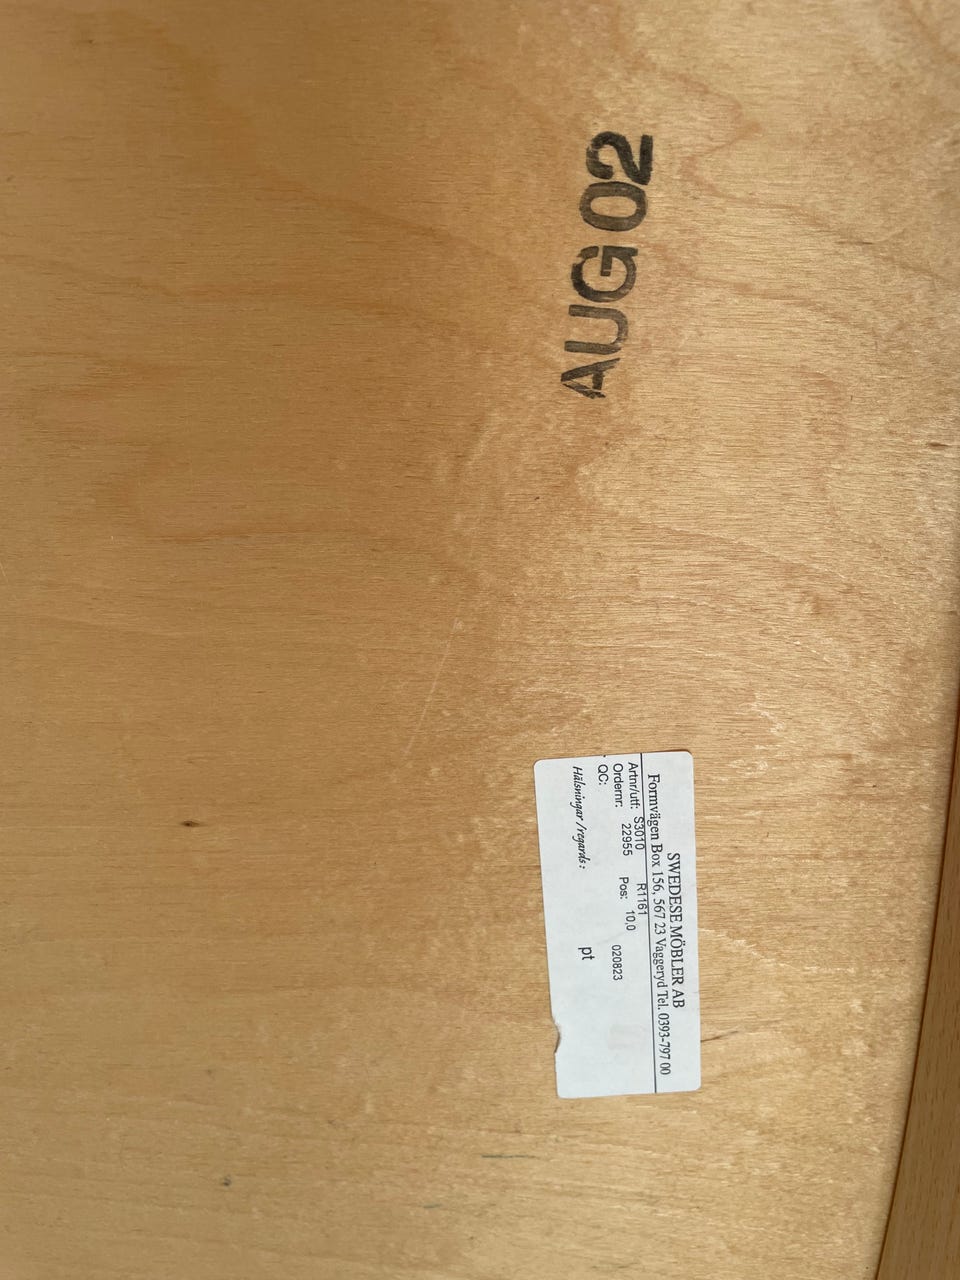 AUG 02
SWEDESE MÖBLER AB
Formvägen Box 156, 567 23 Vaggeryd Tel. 0393-797 00
Artnr/utf: S3010 R1161
Ordernr: 22955 Pos: 10,0 020823
QC:
Hälsningar /regards: pt